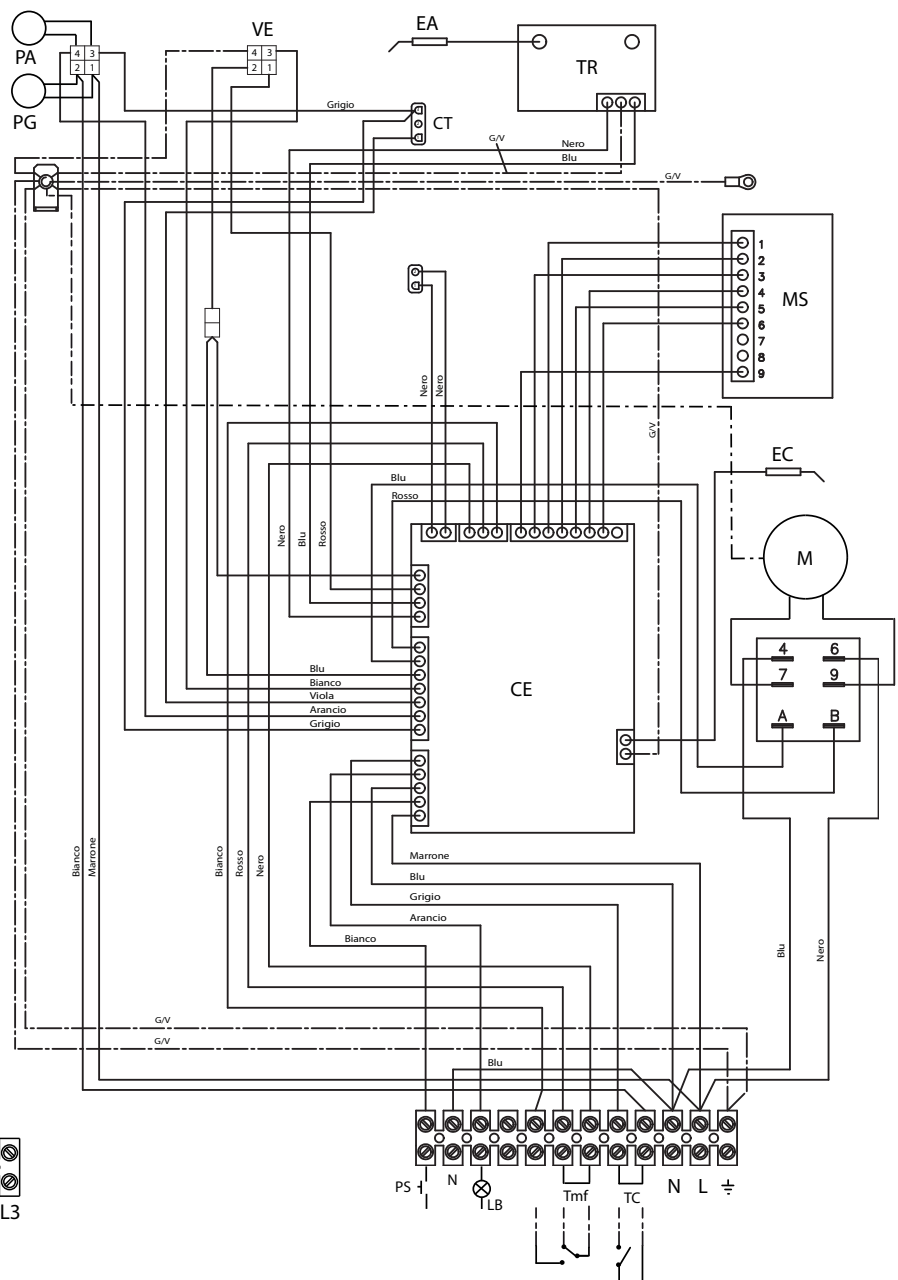 PA
4 3
2 1
PG
VE
4 3
2 1
EA
TR
Grigio
CT
G/V
Nero
Blu
G/V
1
2
3
4
5
6
7
8
9
MS
Nero
Nero
G/V
EC
Blu
Rosso
Nero
Blu
Rosso
M
4 6
7 9
A B
CE
Blu
Bianco
Viola
Arancio
Grigio
Bianco
Marrone
Bianco
Rosso
Nero
Marrone
Blu
Grigio
Arancio
Bianco
Blu
Nero
G/V
G/V
Blu
L3
PS
N
LB
Tmf
TC
N
L